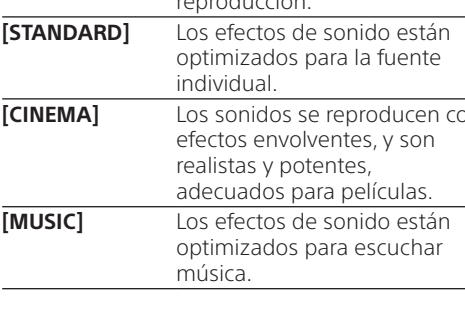 reproducción.
[STANDARD] Los efectos de sonido están
optimizados para la fuente
individual.
[CINEMA] Los sonidos se reproducen
efectos envolventes, y son
realistas y potentes,
adecuados para películas.
[MUSIC] Los efectos de sonido están
optimizados para escuchar
música.